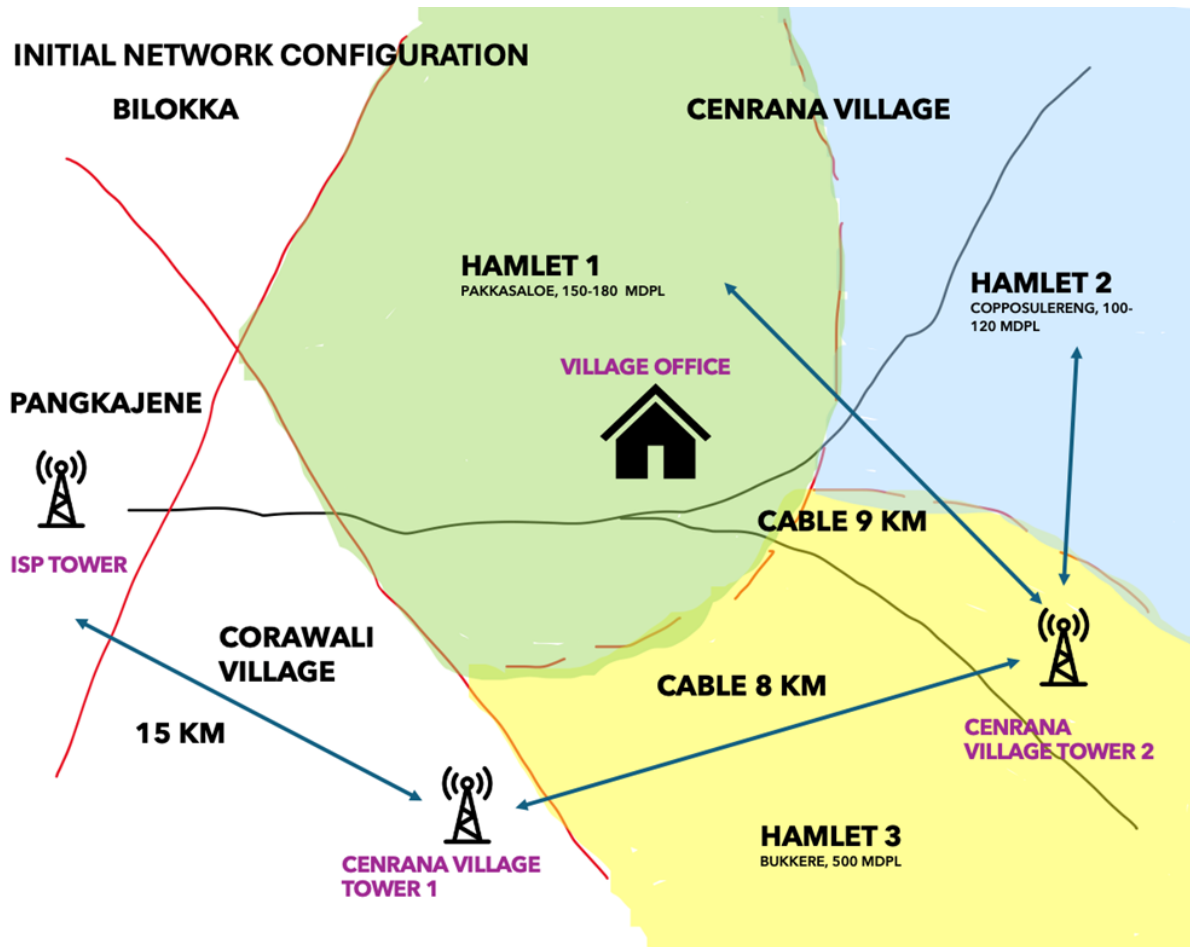 INITIAL NETWORK CONFIGURATION
BILOKKA
CENRANA VILLAGE
HAMLET 1
PAKKASALOE, 150-180 MDPL
HAMLET 2
COPPOSULERENG, 100-
120 MDPL
VILLAGE OFFICE
PANGKAJENE
ISP TOWER
CABLE 9 KM
CORAWALI
VILLAGE
CABLE 8 KM
15 KM
CENRANA
VILLAGE TOWER 2
HAMLET 3
BUKKERE, 500 MDPL
CENRANA VILLAGE
TOWER 1